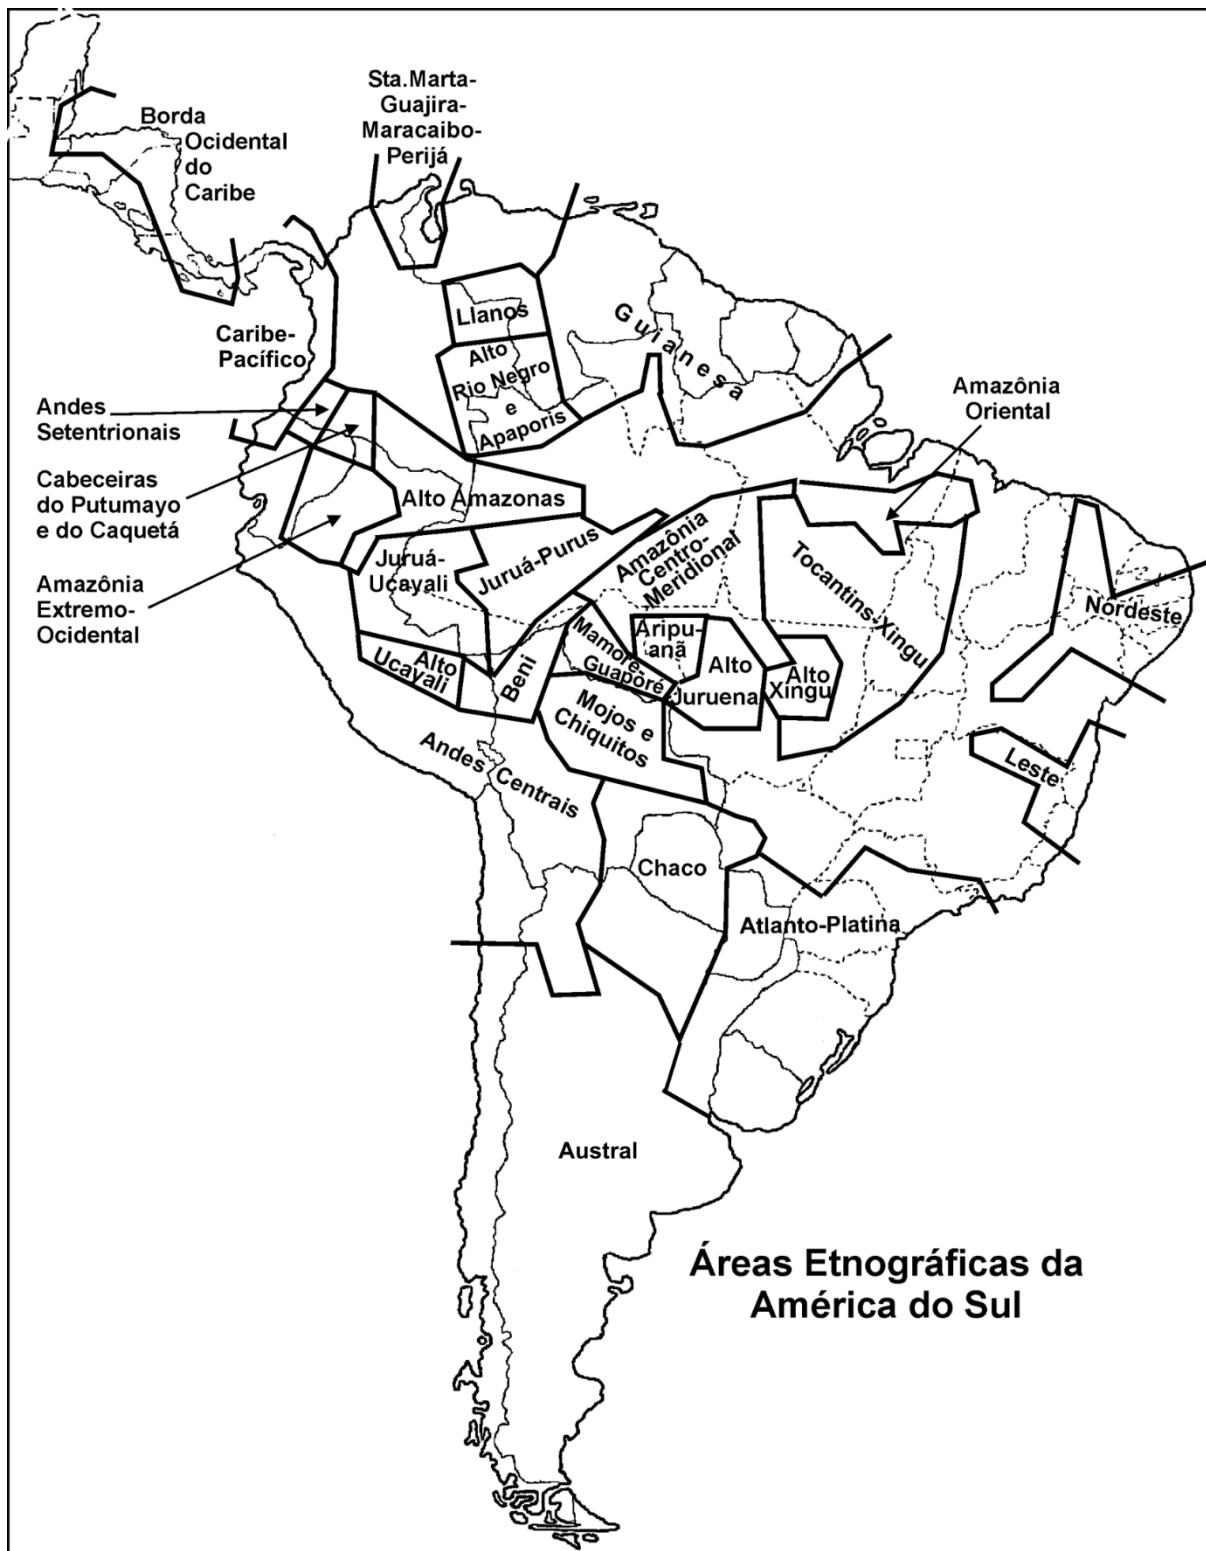 Borda
Ocidental
do
Caribe
Sta.Marta-
Guajira-
Maracaibo-
Perijá
Caribe-
Pacífico
Llanos
Alto
Rio Negro
e
Apaporis
Guianesa
Amazônia
Oriental
Andes
Setentrionais
Cabeceiras
do Putumayo
e do Caquetá
Amazônia
Extremo-
Ocidental
Alto Amazonas
Juruá-
Ucayali
Juruá-Purus
Amazônia
Centro-
Meridional
Tocantins-Xingu
Nordeste
Alto
Ucayali
Beni
Mamoré-
Guaporé
Aripu-
anã
Alto
Juruena
Alto
Xingu
Mojos e
Chiquitos
Andes Centrais
Leste
Chaco
Atlanto-Platina
Austral
Áreas Etnográficas da
América do Sul